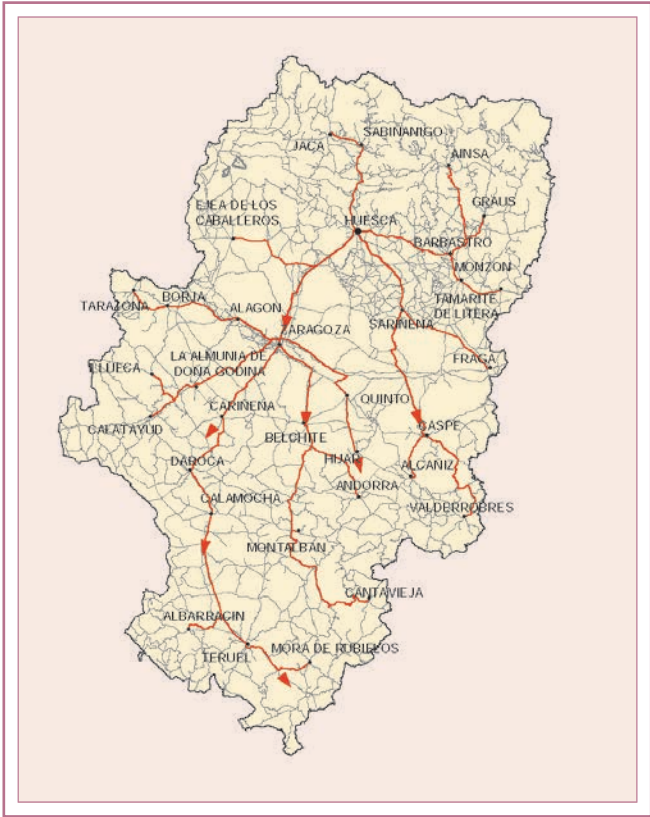 SABINANIGO
JACA
AINSA
GRAUS
EJEA DE LOS
CABALLEROS
HUESCA
BARBASTRO
MONZON
TAMARITE
DE LITERA
BORJA
TARAZONA
ALAGON
ZARAGOZA
SARIÑENA
LA ALMUNIA DE
DOÑA GODINA
FRAGA
ILLUECA
QUINTO
CARIÑENA
CALATAYUD
BELCHITE
CASPE
DAROCA
HIJAR
ALCAÑIZ
ANDORRA
CALAMOCHA
VALDERROBRES
MONTALBAN
CANTAVIEJA
ALBARRACIN
MORA DE RUBIELOS
TERUEL